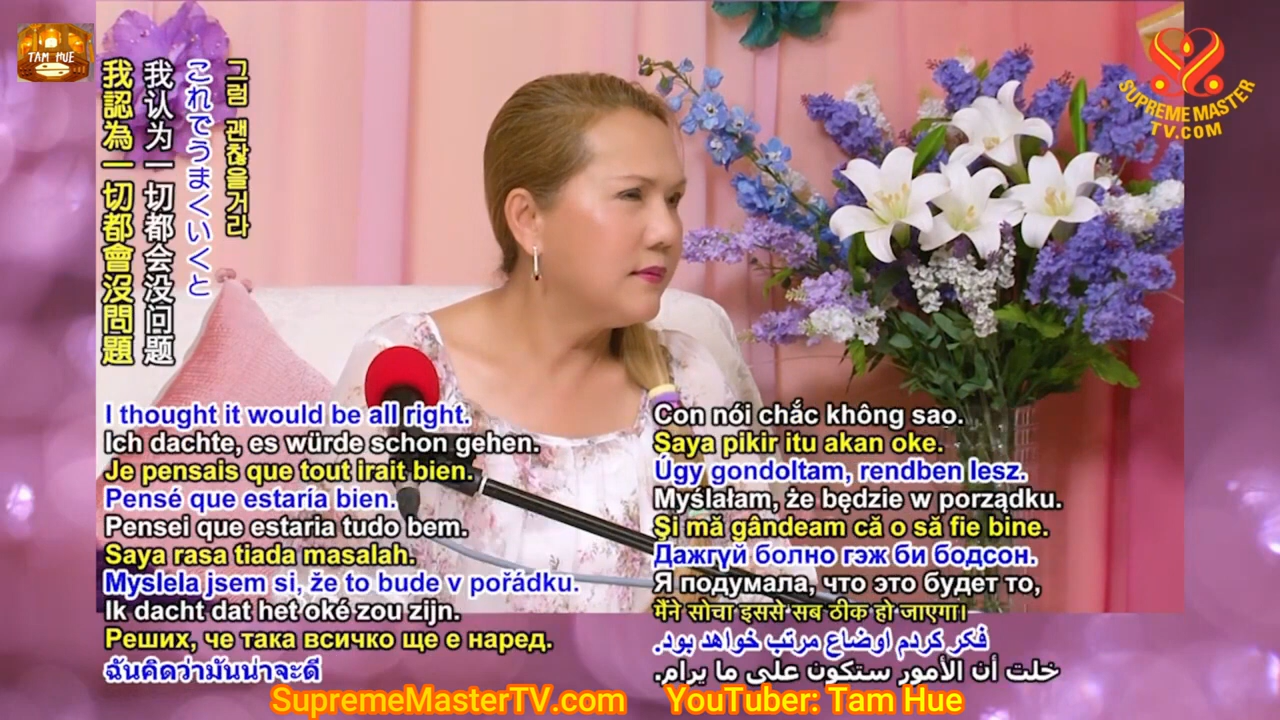 TAM HUE
我認為一切都會沒問題
我认为一切都会没问题
これでうまくいくと
그럼 괜찮을거라
SUPREME MASTER
TV.COM
I thought it would be all right.
Ich dachte, es würde schon gehen.
Je pensais que tout irait bien.
Pensé que estaría bien.
Pensei que estaria tudo bem.
Saya rasa tiada masalah.
Myslela jsem si, že to bude v pořádku.
Ik dacht dat het oké zou zijn.
Реших, че така всичко ще е наред.
ฉันคิดว่ามันน่าจะดี
Con nói chắc không sao.
Saya pikir itu akan oke.
Úgy gondoltam, rendben lesz.
Myślałam, że będzie w porządku.
Şi mă gândeam că o să fie bine.
Дажгүй болно гэж би бодсон.
Я подумала, что это будет то,
मैंने सोचा इससे सब ठीक हो जाएगा।
فکر کردم اوضاع مرتب خواهد بود.
خلت أن الأمور ستكون على ما يرام.
SupremeMasterTV.com YouTuber: Tam Hue